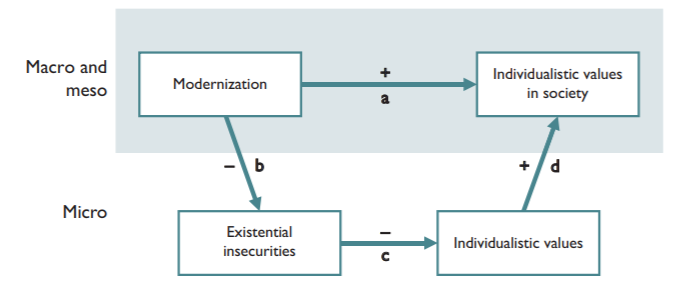 Macro and
meso
Modernization
+
a
Individualistic values
in society
– b
+ d
Micro
Existential
insecurities
–
c
Individualistic values